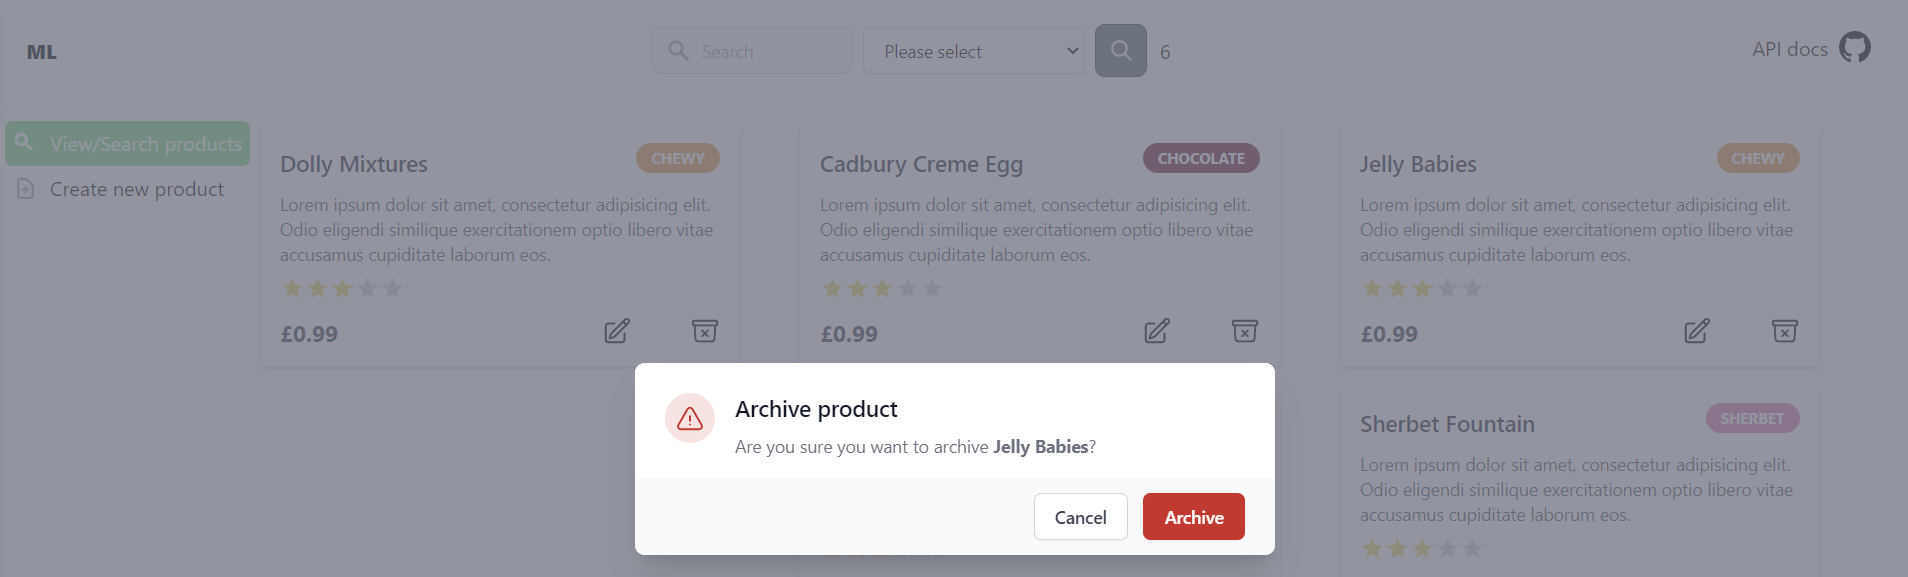 ML
Search
Please select
6
API docs
View/Search products
Create new product
Dolly Mixtures
CHEWY
Lorem ipsum dolor sit amet, consectetur adipisicing elit.
Odio eligendi similique exercitationem optio libero vitae
accusamus cupiditate laborum eos.
£0.99
Cadbury Creme Egg
CHOCOLATE
Lorem ipsum dolor sit amet, consectetur adipisicing elit.
Odio eligendi similique exercitationem optio libero vitae
accusamus cupiditate laborum eos.
£0.99
Jelly Babies
CHEWY
Lorem ipsum dolor sit amet, consectetur adipisicing elit.
Odio eligendi similique exercitationem optio libero vitae
accusamus cupiditate laborum eos.
£0.99
Archive product
Are you sure you want to archive Jelly Babies?
Cancel
Archive
Sherbet Fountain
SHERBET
Lorem ipsum dolor sit amet, consectetur adipisicing elit.
Odio eligendi similique exercitationem optio libero vitae
accusamus cupiditate laborum eos.